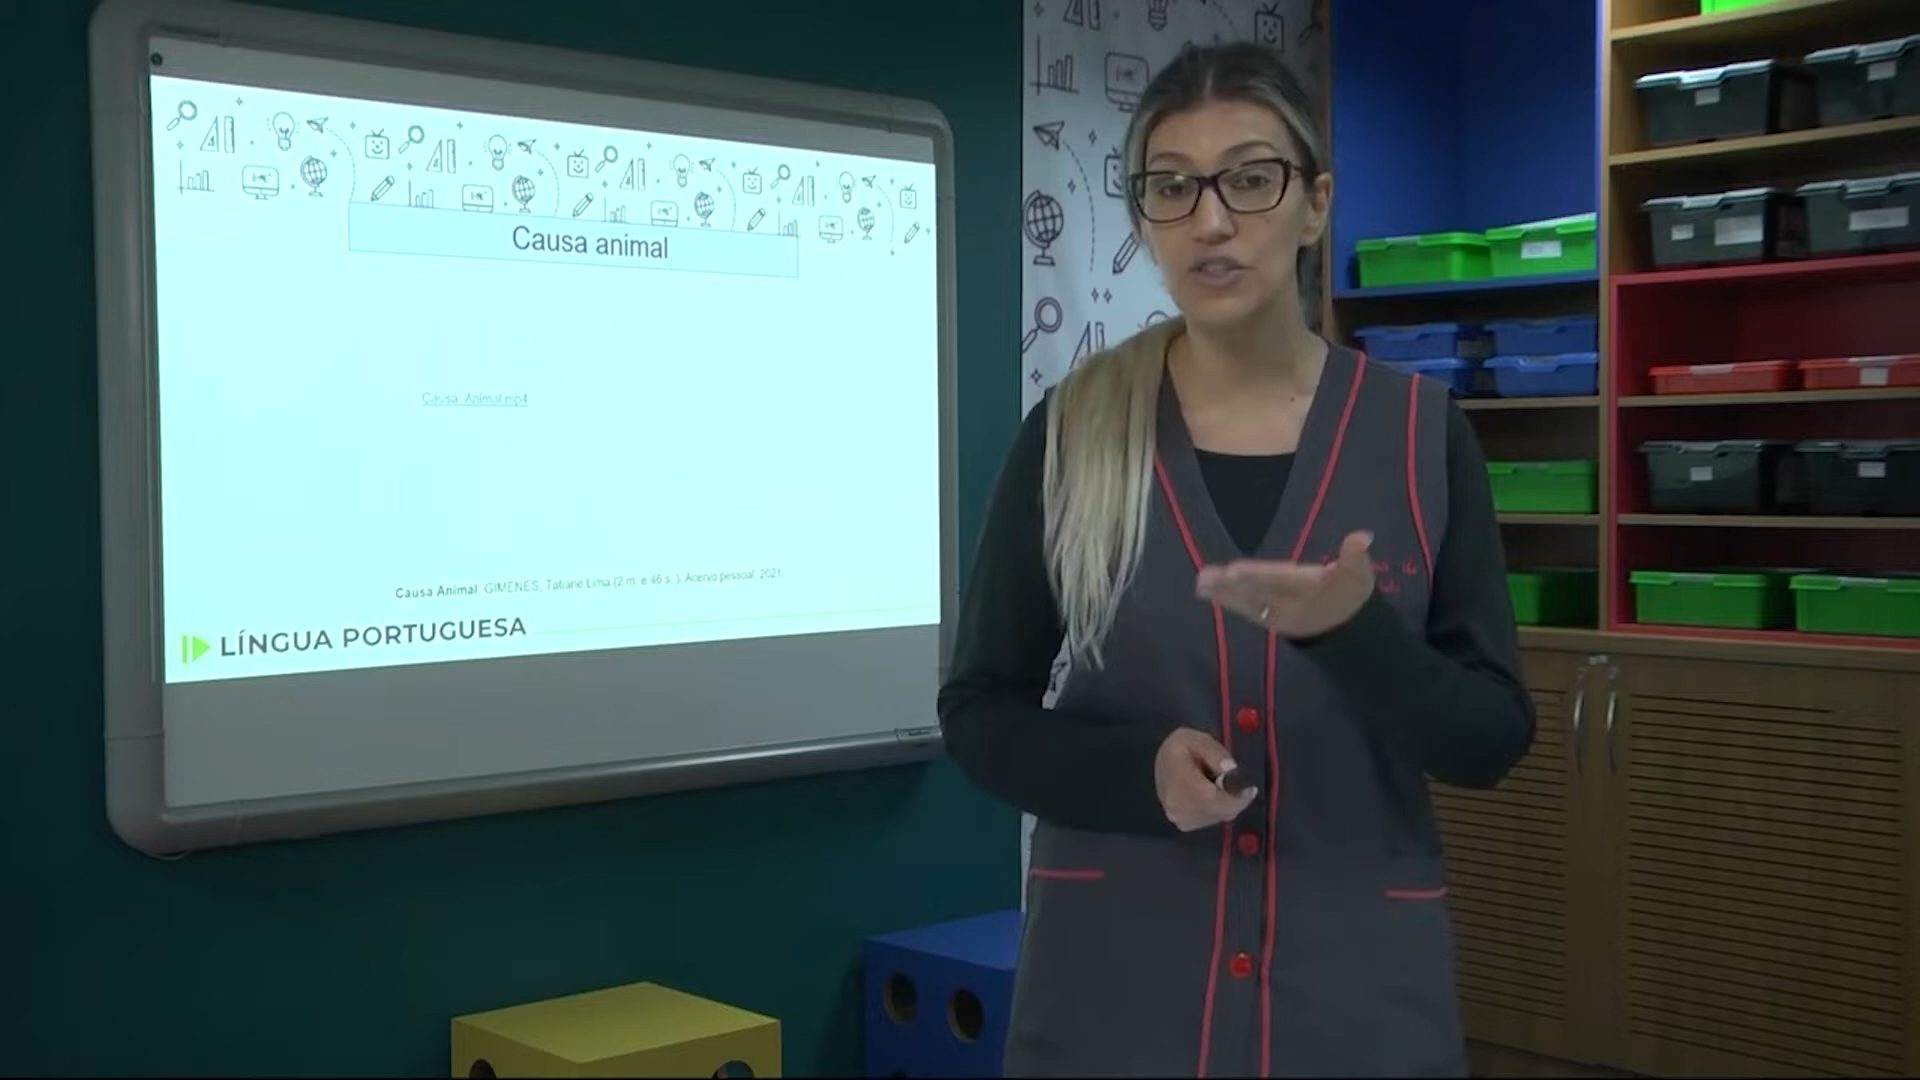 Causa animal
Causa_Animal.mp4
Causa Animal. GIMENES, Tatiane Lima.(2 m. e 46 s. ). Acervo pessoal, 2021.
LÍNGUA PORTUGUESA